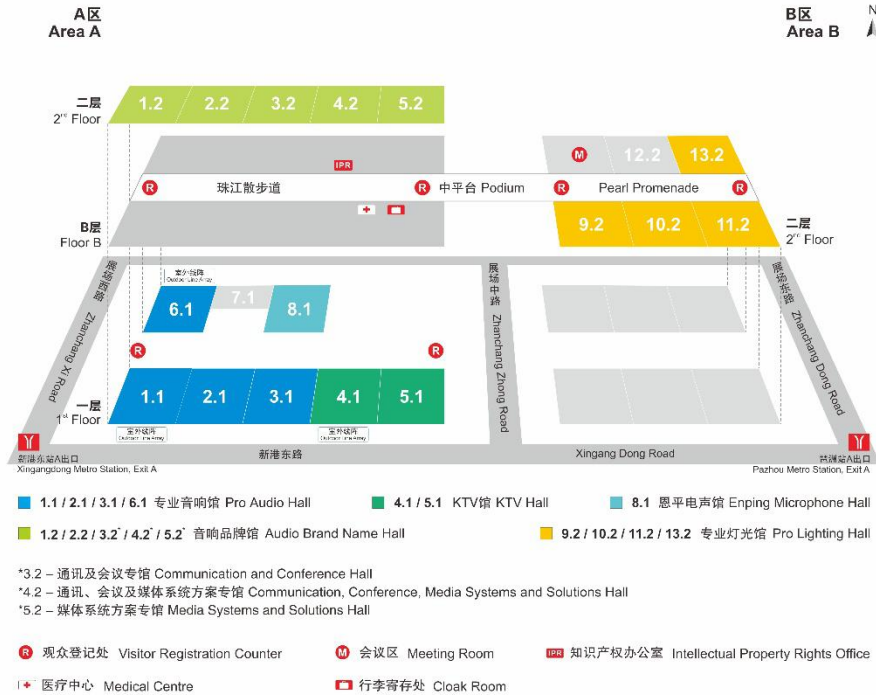 A区
Area A
B区
Area B
N
二层
2nd Floor
1.2 2.2 3.2 4.2 5.2
IPR
M
12.2 13.2
R 珠江散步道 R 中平台 Podium R Pearl Promenade R
B层
Floor B
9.2 10.2 11.2
二层
2nd Floor
室外线阵
Outdoor Line Array
展场西路 Zhanchang Xi Road
展场中路 Zhanchang Zhong Road
展场东路 Zhanchang Dong Road
6.1 7.1 8.1
R R
一层
1st Floor
1.1 2.1 3.1 4.1 5.1
室外线阵
Outdoor Line Array
室外线阵
Outdoor Line Array
新港东站A出口
Xingangdong Metro Station, Exit A
新港东路 Xingang Dong Road
琶洲站A出口
Pazhou Metro Station, Exit A
1.1 / 2.1 / 3.1 / 6.1 专业音响馆 Pro Audio Hall
4.1 / 5.1 KTV馆 KTV Hall
8.1 恩平电声馆 Enping Microphone Hall
1.2 / 2.2 / 3.2* / 4.2* / 5.2* 音响品牌馆 Audio Brand Name Hall
9.2 / 10.2 / 11.2 / 13.2 专业灯光馆 Pro Lighting Hall
*3.2 – 通讯及会议专馆 Communication and Conference Hall
*4.2 – 通讯、会议及媒体系统方案专馆 Communication, Conference, Media Systems and Solutions Hall
*5.2 – 媒体系统方案专馆 Media Systems and Solutions Hall
R 观众登记处 Visitor Registration Counter
M 会议区 Meeting Room
IPR 知识产权办公室 Intellectual Property Rights Office
医疗中心 Medical Centre
行李寄存处 Cloak Room